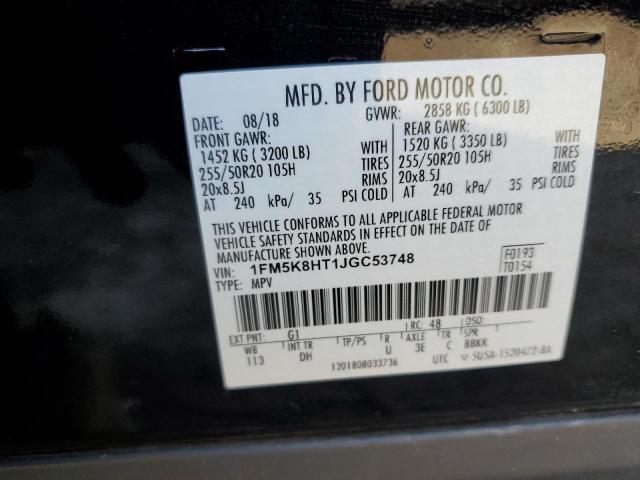 MFD. BY FORD MOTOR CO.
DATE: 08/18 GVWR: 2858 KG ( 6300 LB)
FRONT GAWR: REAR GAWR:
1452 KG ( 3200 LB) WITH 1520 KG ( 3350 LB) WITH
255/50R20 105H TIRES 255/50R20 105H TIRES
20x8.5J RIMS 20x8.5J RIMS
AT 240 kPa/ 35 PSI COLD AT 240 kPa/ 35 PSI COLD
THIS VEHICLE CONFORMS TO ALL APPLICABLE FEDERAL MOTOR
VEHICLE SAFETY STANDARDS IN EFFECT ON THE DATE OF
MANUFACTURE SHOWN ABOVE.
VIN: 1FM5K8HT1JGC53748 F0193
TYPE: MPV T0154
EXT PNT: G1 RC: 48 DSO:
WB INT TR TP/PS R AXLE TR SPR
113 DH U 3E C BBKK
1201808033736 UTC 5U5A-1520472-BA